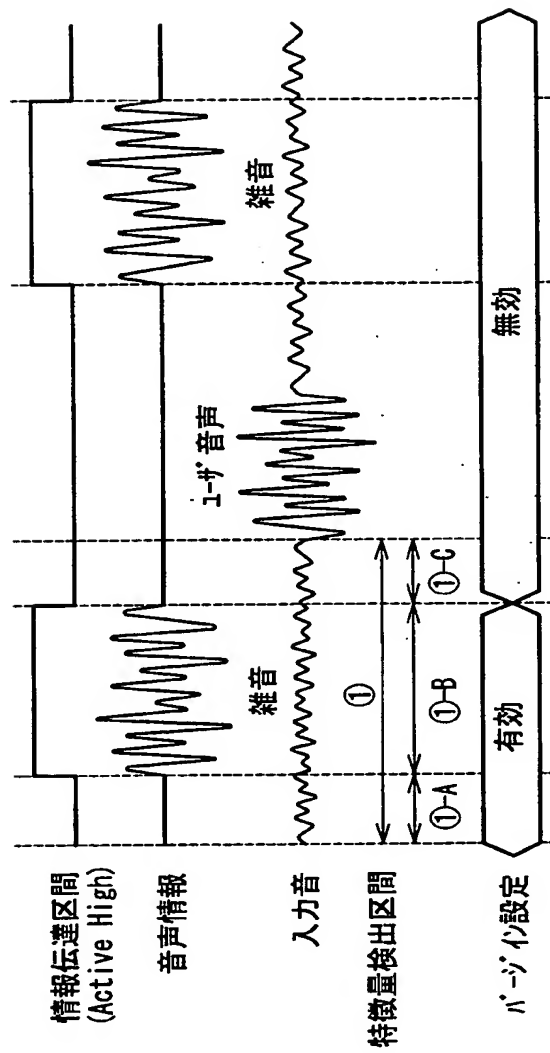 情報伝達区間
(Active High)
音声情報
雑音
雑音
ユーザ音声
入力音
特徴量検出区間
①
①-A
①-B
①-C
バージイン設定
有効
無効